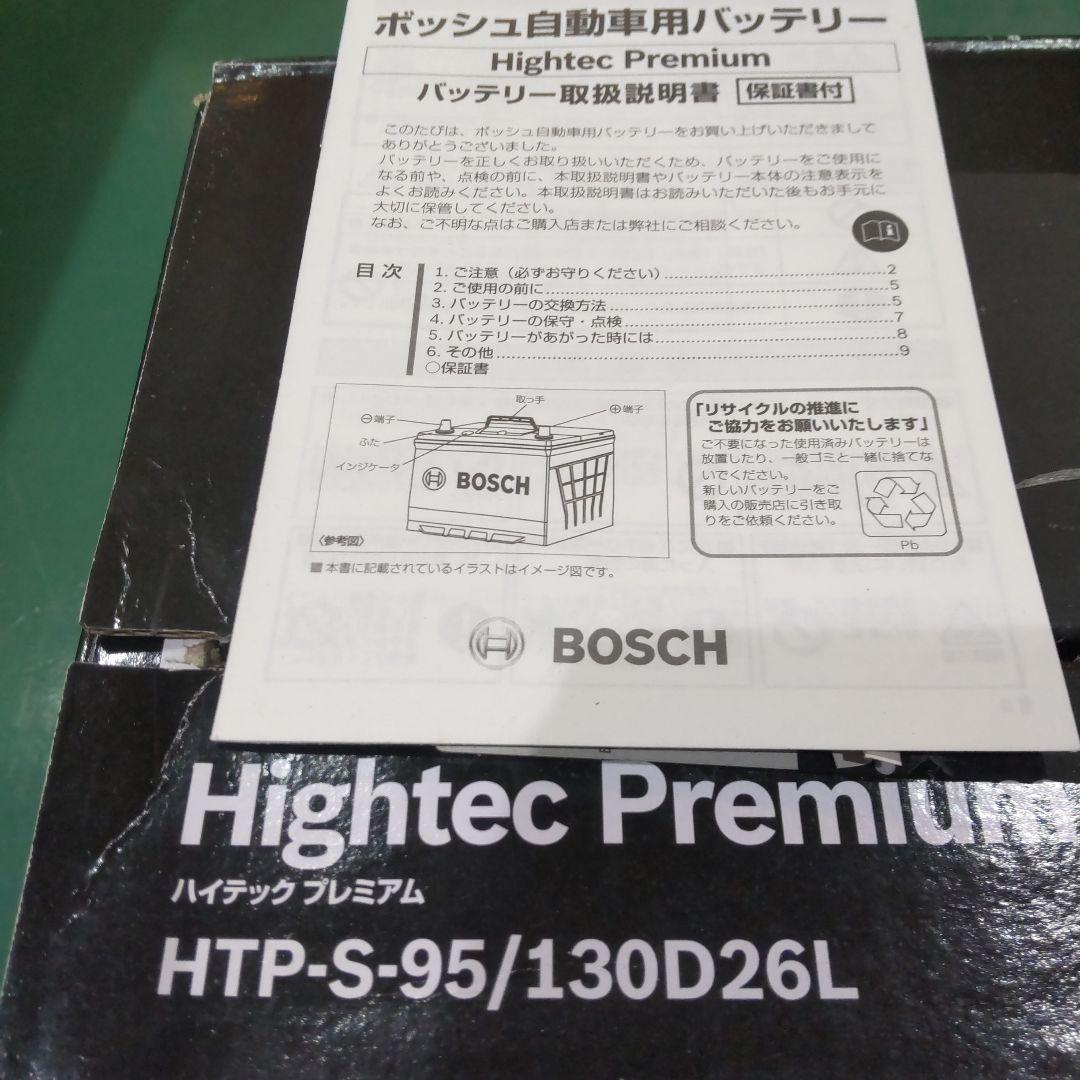 ボッシュ自動車用バッテリー
Hightec Premium
バッテリー取扱説明書 保証書付
このたびは、ボッシュ自動車用バッテリーをお買い上げいただきまして
ありがとうございました。
バッテリーを正しくお取り扱いいただくため、バッテリーをご使用に
なる前や、点検の前に、本取扱説明書やバッテリー本体の注意表示を
よくお読みください。本取扱説明書はお読みいただいた後もお手元に
大切に保管してください。
なお、ご不明な点はご購入店または弊社にご相談ください。
目次
1. ご注意（必ずお守りください）……………………2
2. ご使用の前に……………………5
3. バッテリーの交換方法……………………5
4. バッテリーの保守・点検……………………7
5. バッテリーがあがった時には……………………8
6. その他……………………9
○保証書
取っ手
⊖端子
⊕端子
ふた
インジケータ
BOSCH
〈参考図〉
「リサイクルの推進に
ご協力をお願いいたします」
ご不要になった使用済みバッテリーは
放置したり、一般ゴミと一緒に捨てな
いでください。
新しいバッテリーをご
購入の販売店に引き取
りをご依頼ください。
Pb
■本書に記載されているイラストはイメージ図です。
BOSCH
Hightec Premium
ハイテック プレミアム
HTP-S-95/130D26L